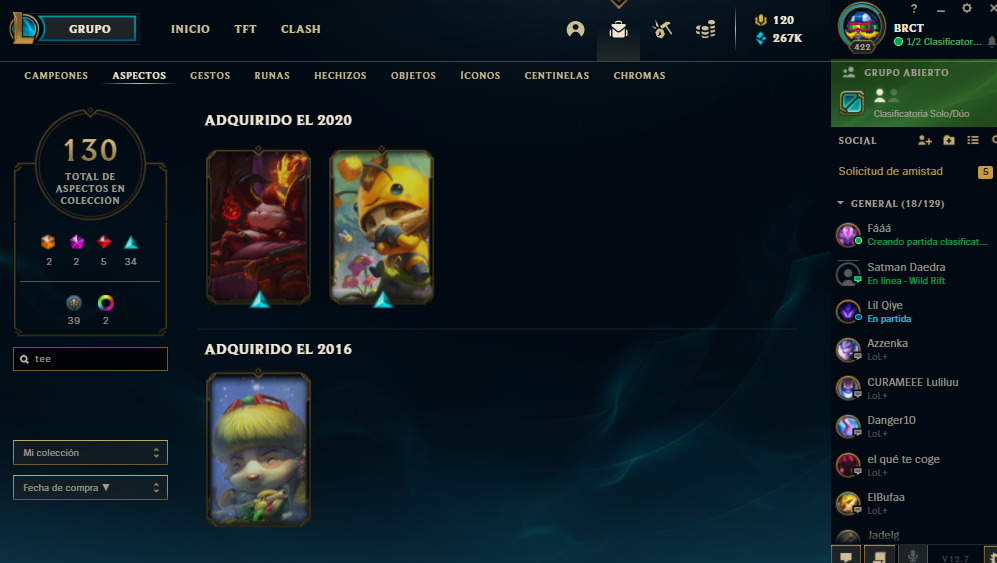 GRUPO
INICIO
TFT
CLASH
120
267K
?
422
BRCT
1/2 Clasificator...
CAMPEONES
ASPECTOS
GESTOS
RUNAS
HECHIZOS
OBJETOS
ÍCONOS
CENTINELAS
CHROMAS
130
TOTAL DE
ASPECTOS EN
COLECCIÓN
2
2
5
34
39
2
tee
Mi colección
Fecha de compra ▼
ADQUIRIDO EL 2020
ADQUIRIDO EL 2016
GRUPO ABIERTO
Clasificatoria Solo/Dúo
SOCIAL
Solicitud de amistad
5
GENERAL (18/129)
Fááá
Creando partida clasificat...
Satman Daedra
En línea - Wild Rift
Lil Qiye
En partida
Azzenka
LoL+
CURAMEEE Luliluu
LoL+
Danger10
LoL+
el qué te coge
LoL+
ElBufaa
LoL+
Jadelg
V12.7